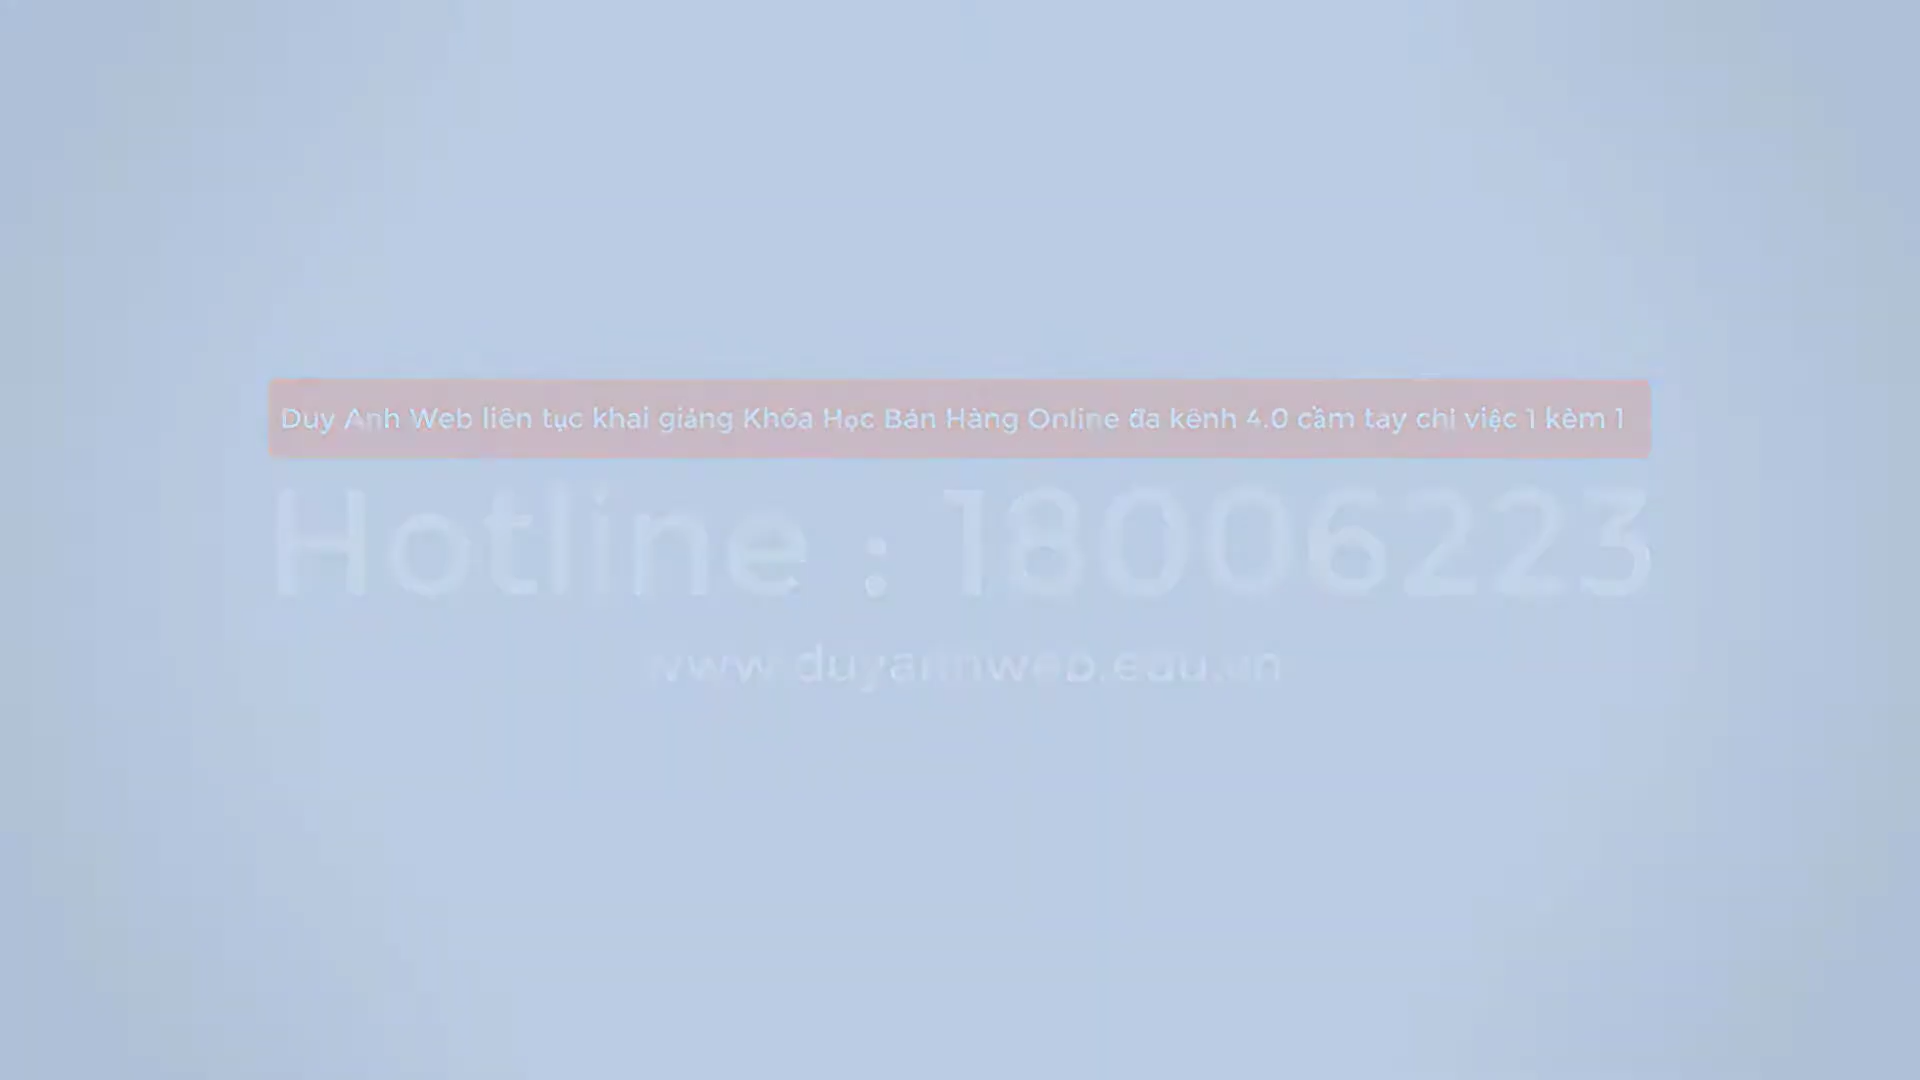 Duy Anh Web liên tục khai giảng Khóa Học Bán Hàng Online đa kênh 4.0 cầm tay chỉ việc 1 kèm 1
Hotline : 18006223
www.duyanhweb.edu.vn